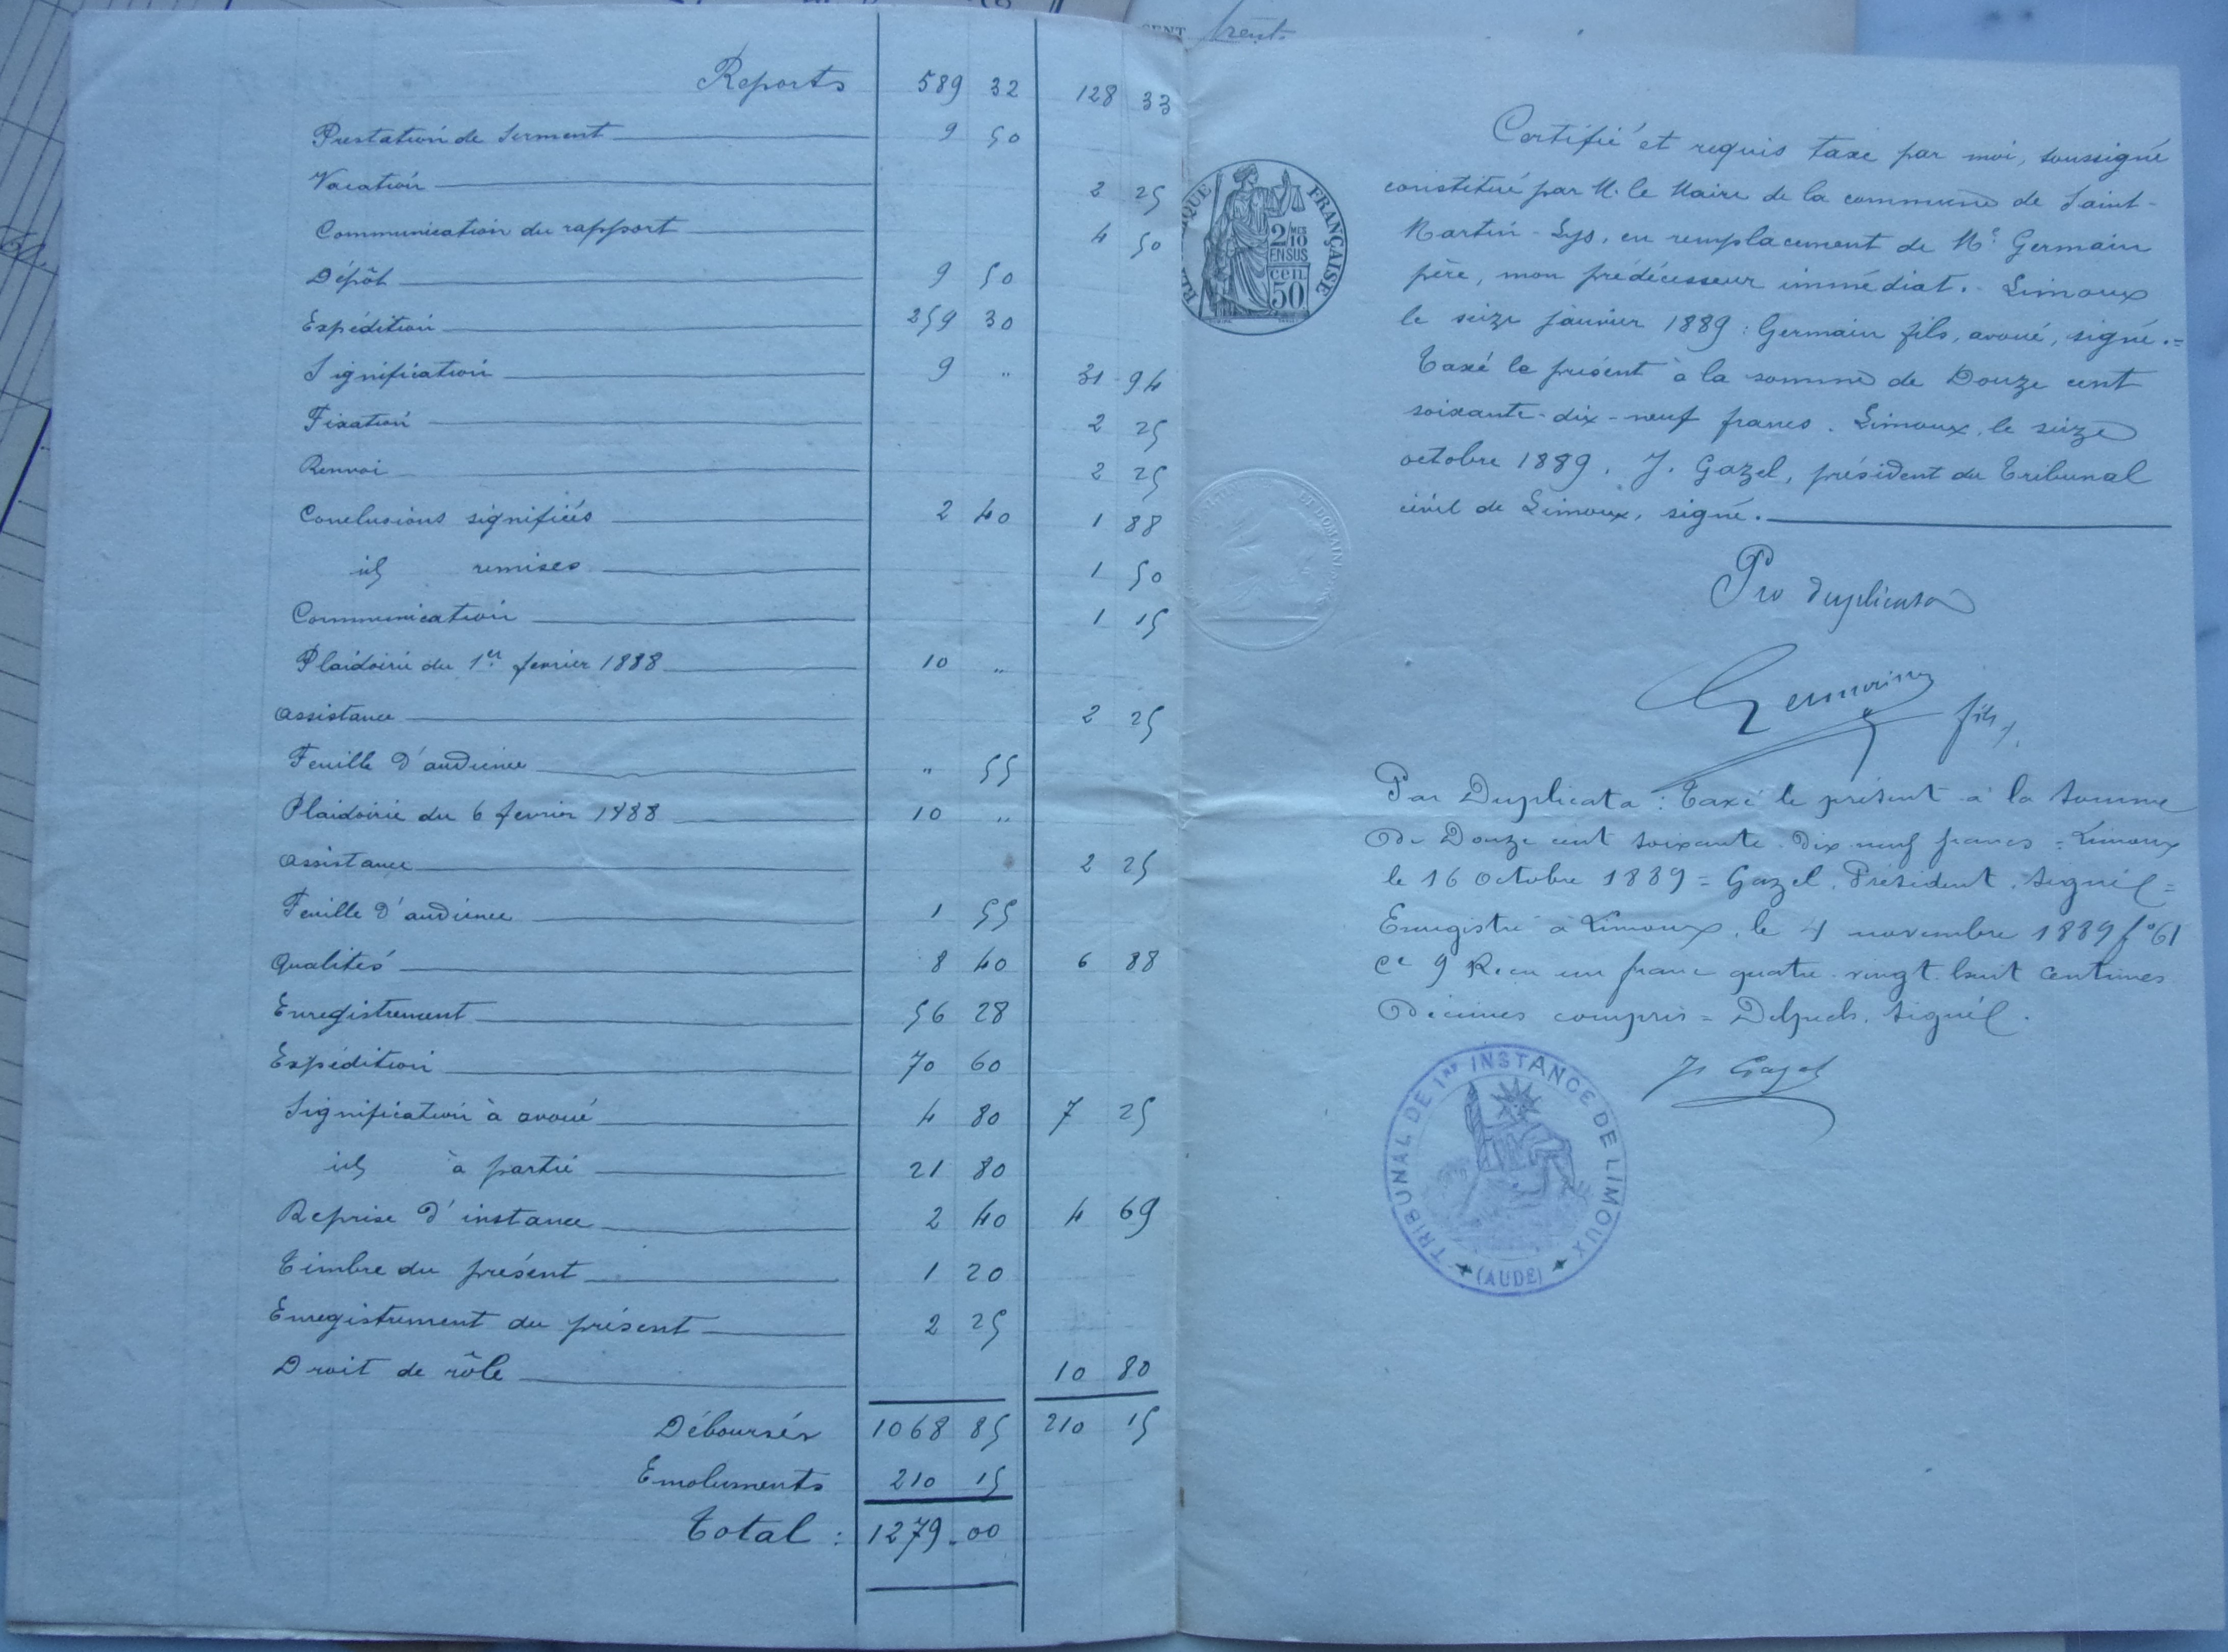 CENT trent
Reports 589 32 128 33
Prestation de serment 9 50
Vacation 2 25
Communication du rapport 4 50
Dépôt 9 50
Expédition 259 30
Signification 9 " 31 94
Fixation 2 25
Renvoi 2 25
Conclusions signifiées 2 40 1 88
id remises 1 50
Communication 1 15
Plaidoirie du 1er fevrier 1888 10 "
Assistance 2 25
Feuille d'audience " 55
Plaidoirie du 6 fevrier 1888 10 "
Assistance 2 25
Feuille d'audience 1 55
Qualités 8 40 6 88
Enregistrement 56 28
Expédition 70 60
Signification à avoué 4 80 7 25
id à partie 21 80
Reprise d'instance 2 40 4 69
Timbre du présent 1 20
Enregistrement du présent 2 25
Droit de rôle 10 80
Déboursés 1068 85 210 15
Emoluments 210 15
Total : 1279.00
RÉPUBLIQUE FRANÇAISE
2/10 MES
EN SUS
50 cen
Certifié et requis taxe par moi, soussigné
constitué par M. le Maire de la commune de Saint-
Martin-Lys, en remplacement de Me Germain
père, mon prédécesseur immédiat. - Limoux
le seize janvier 1889 : Germain fils, avoué, signé. =
Taxé le présent à la somme de Douze cent
soixante-dix-neuf francs. Limoux, le seize
octobre 1889. J. Gazel, président du Tribunal
civil de Limoux, signé.
Pro duplicata
Germain fils
Par Duplicata : Taxé le présent à la somme
De Douze cent soixante-dix-neuf francs = Limoux
le 16 Octobre 1889 = Gazel, Président, signé =
Enregistré à Limoux, le 4 novembre 1889 fo 61
Ce 9 Reçu un franc quatre-vingt-huit centimes
Décimes compris = Delpech, signé.
J. Gazel
TRIBUNAL DE 1re INSTANCE DE LIMOUX
(AUDE)